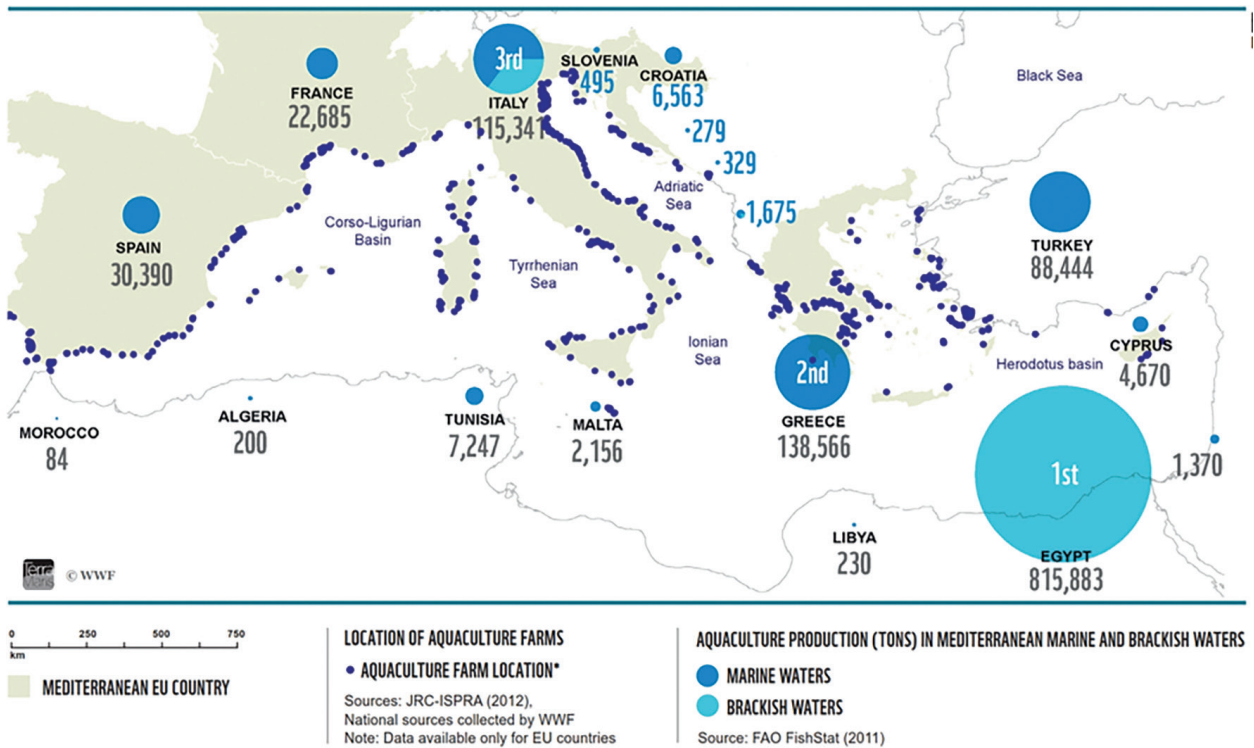 3rd
SLOVENIA
495
CROATIA
6,563
Black Sea
FRANCE
22,685
ITALY
115,341
279
329
Adriatic
Sea
1,675
Corso-Ligurian
Basin
SPAIN
30,390
Tyrrhenian
Sea
TURKEY
88,444
Ionian
Sea
CYPRUS
4,670
Herodotus basin
2nd
MOROCCO
84
ALGERIA
200
TUNISIA
7,247
MALTA
2,156
GREECE
138,566
1st
1,370
LIBYA
230
EGYPT
815,883
Terra
Maris
© WWF
0 250 500 750
km
MEDITERRANEAN EU COUNTRY
LOCATION OF AQUACULTURE FARMS
AQUACULTURE FARM LOCATION*
Sources: JRC-ISPRA (2012),
National sources collected by WWF
Note: Data available only for EU countries
AQUACULTURE PRODUCTION (TONS) IN MEDITERRANEAN MARINE AND BRACKISH WATERS
MARINE WATERS
BRACKISH WATERS
Source: FAO FishStat (2011)